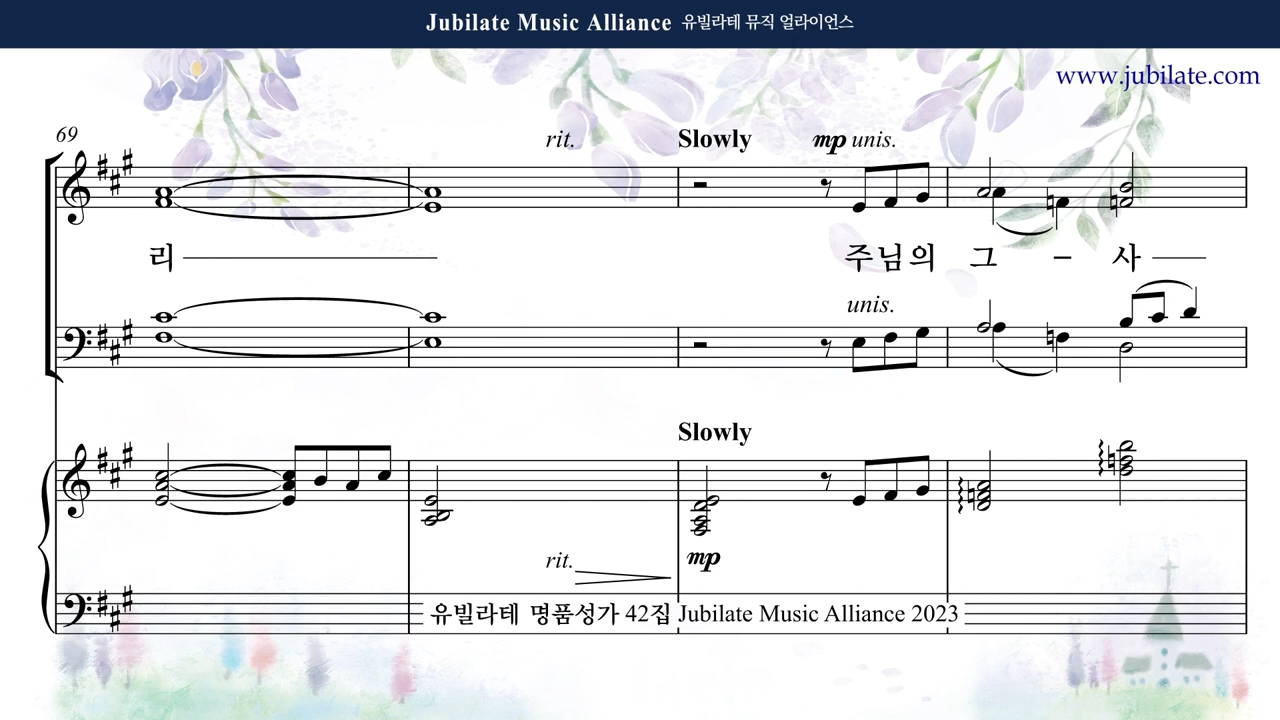 Jubilate Music Alliance 유빌라테 뮤직 얼라이언스
www.jubilate.com
69
rit. Slowly mp unis.
리 주님의 그 - 사
unis.
Slowly
rit. mp
유빌라테 명품성가 42집 Jubilate Music Alliance 2023